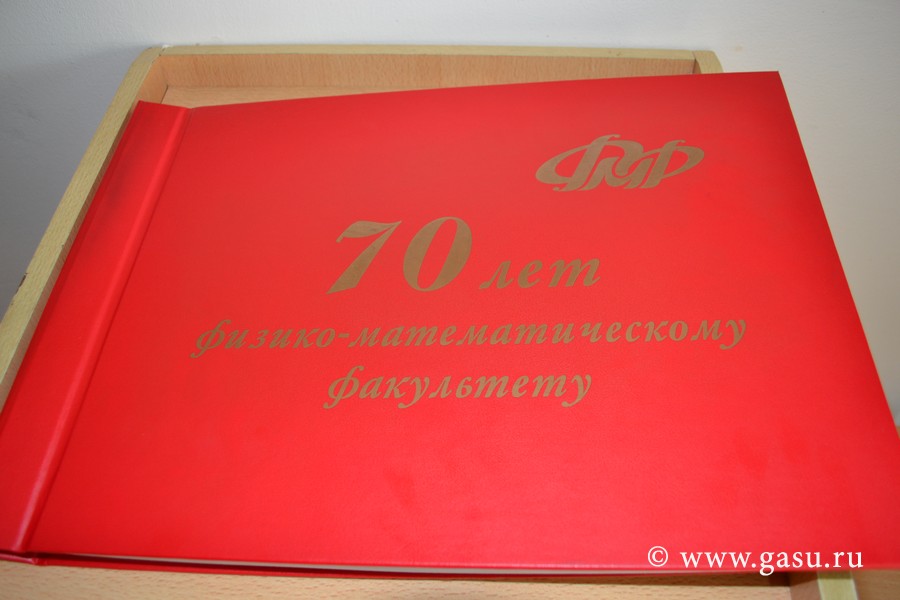 ФМФ
70 лет
физико-математическому
факультету
© www.gasu.ru